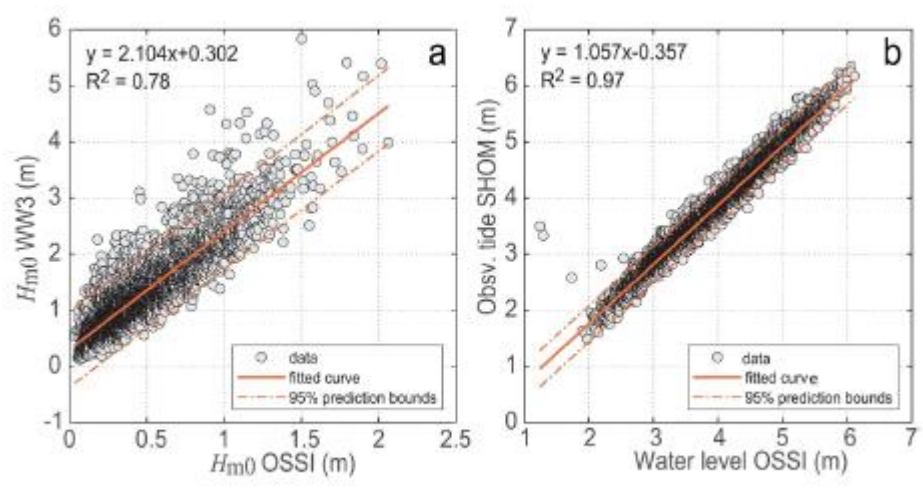 y = 2.104x+0.302
R² = 0.78
a
6
5
4
3
2
1
0
-1
Hm0 WW3 (m)
data
fitted curve
95% prediction bounds
0 0.5 1 1.5 2 2.5
Hm0 OSSI (m)
y = 1.057x-0.357
R² = 0.97
b
7
6
5
4
3
2
1
0
Obsv. tide SHOM (m)
data
fitted curve
95% prediction bounds
1 2 3 4 5 6 7
Water level OSSI (m)